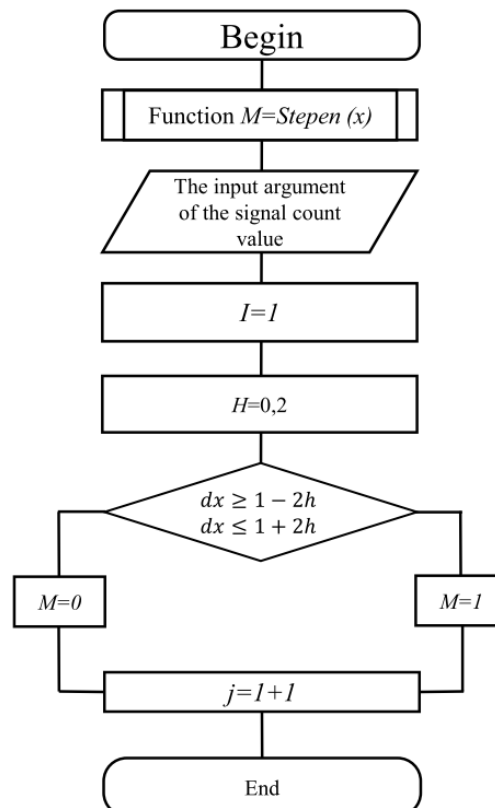 Begin
Function M=Stepen (x)
The input argument
of the signal count
value
I=1
H=0,2
dx ≥ 1 − 2h
dx ≤ 1 + 2h
M=0
M=1
j=1+1
End